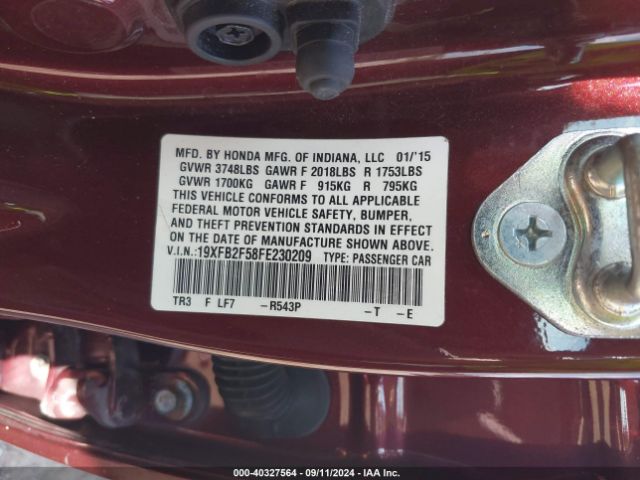 MFD. BY HONDA MFG. OF INDIANA, LLC 01/'15
GVWR 3748LBS GAWR F 2018LBS R 1753LBS
GVWR 1700KG GAWR F 915KG R 795KG
THIS VEHICLE CONFORMS TO ALL APPLICABLE
FEDERAL MOTOR VEHICLE SAFETY, BUMPER,
AND THEFT PREVENTION STANDARDS IN EFFECT
ON THE DATE OF MANUFACTURE SHOWN ABOVE.
V.I.N.:19XFB2F58FE230209 TYPE: PASSENGER CAR
TR3 F LF7 -R543P -T -E
000-40327564 - 09/11/2024 - IAA Inc.